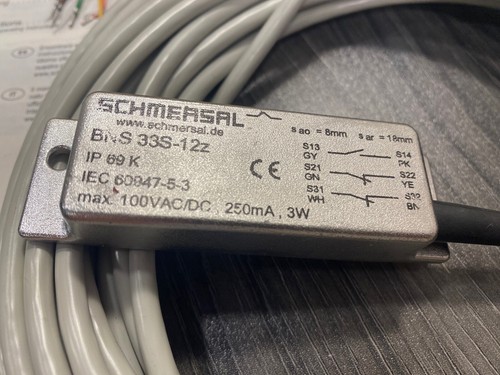 SCHMERSAL
www.schmersal.de
BNS 33S-12z
IP 69 K
IEC 60947-5-3
max. 100VAC/DC, 250mA, 3W
CE
s ao = 8mm s ar = 18mm
S13 S14
GY PK
S21 S22
GN YE
S31 S32
WH BN